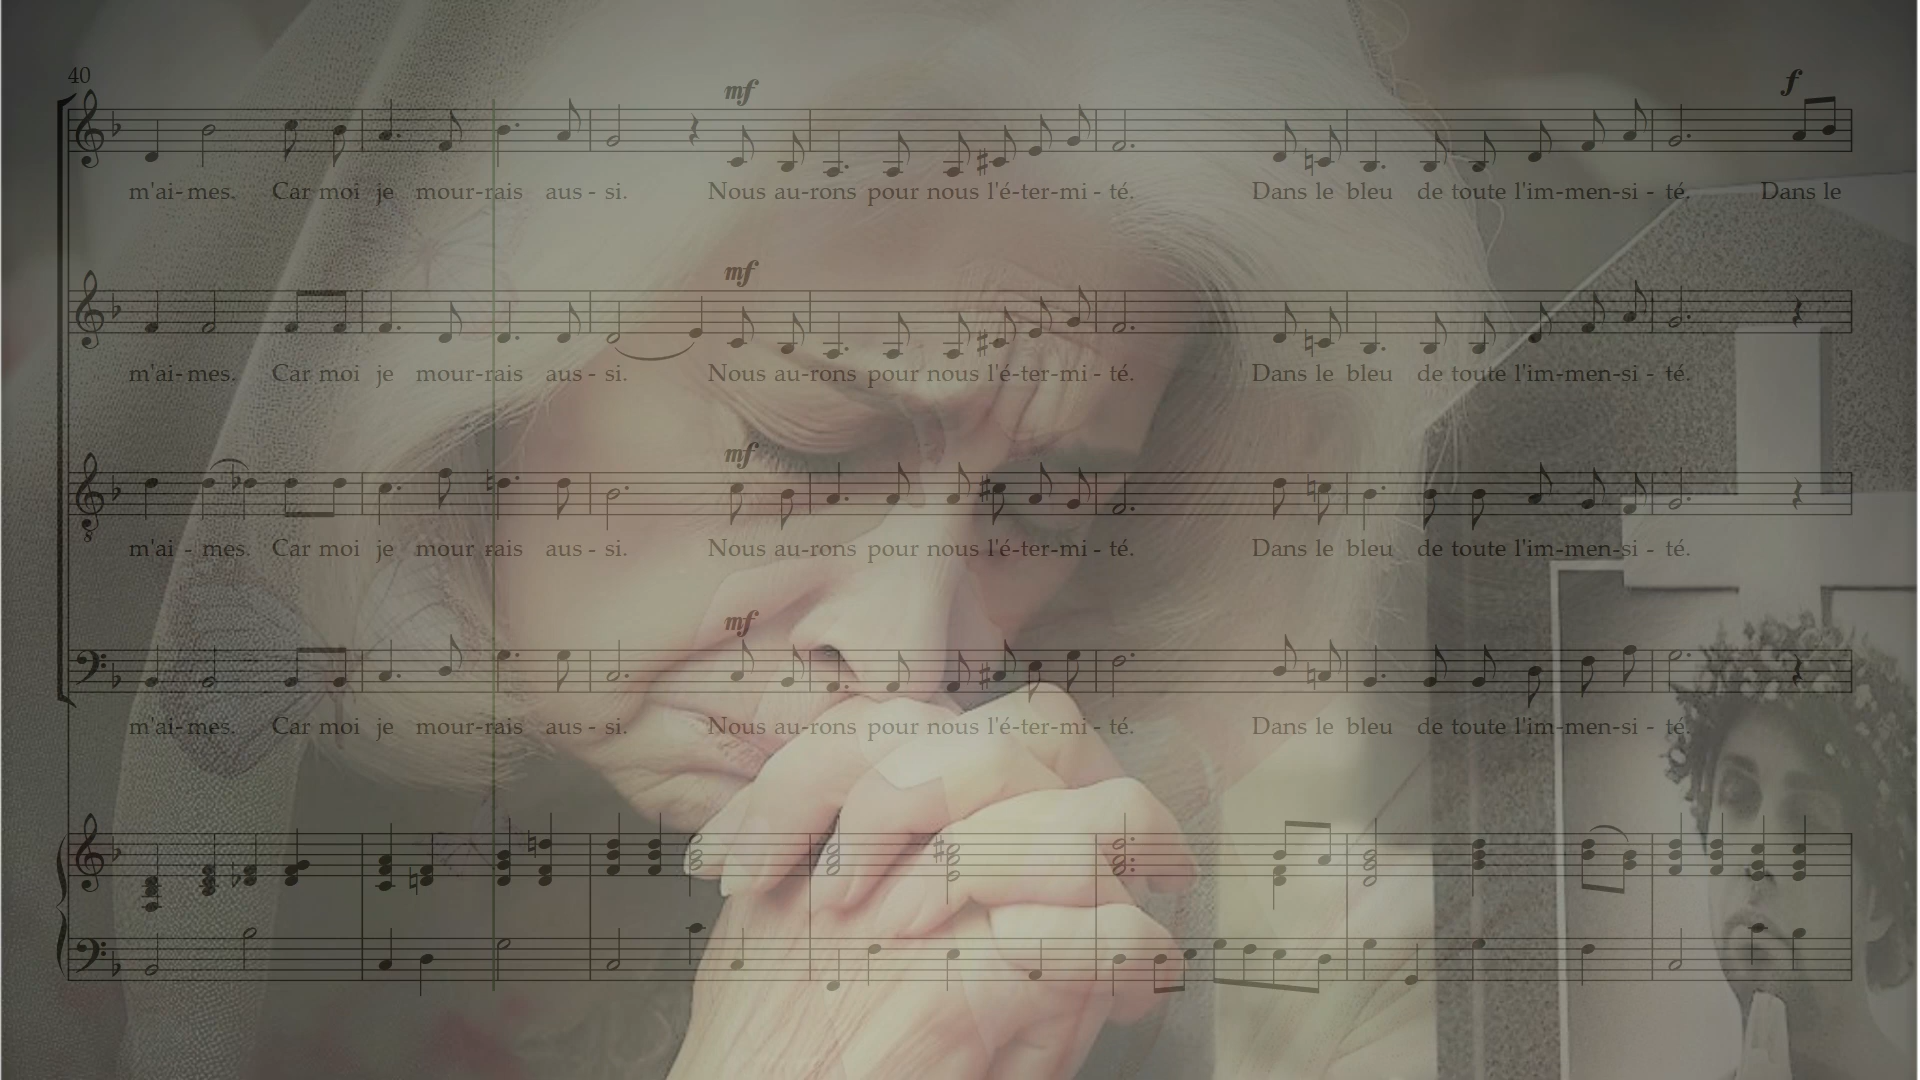 40
mf
f
m'ai-mes. Car moi je mour-rais aus-si. Nous au-rons pour nous l'é-ter-mi-té. Dans le bleu de toute l'im-men-si-té. Dans le
mf
m'ai-mes. Car moi je mour-rais aus-si. Nous au-rons pour nous l'é-ter-mi-té. Dans le bleu de toute l'im-men-si-té.
mf
8
m'ai-mes. Car moi je mour-rais aus-si. Nous au-rons pour nous l'é-ter-mi-té. Dans le bleu de toute l'im-men-si-té.
mf
m'ai-mes. Car moi je mour-rais aus-si. Nous au-rons pour nous l'é-ter-mi-té. Dans le bleu de toute l'im-men-si-té.